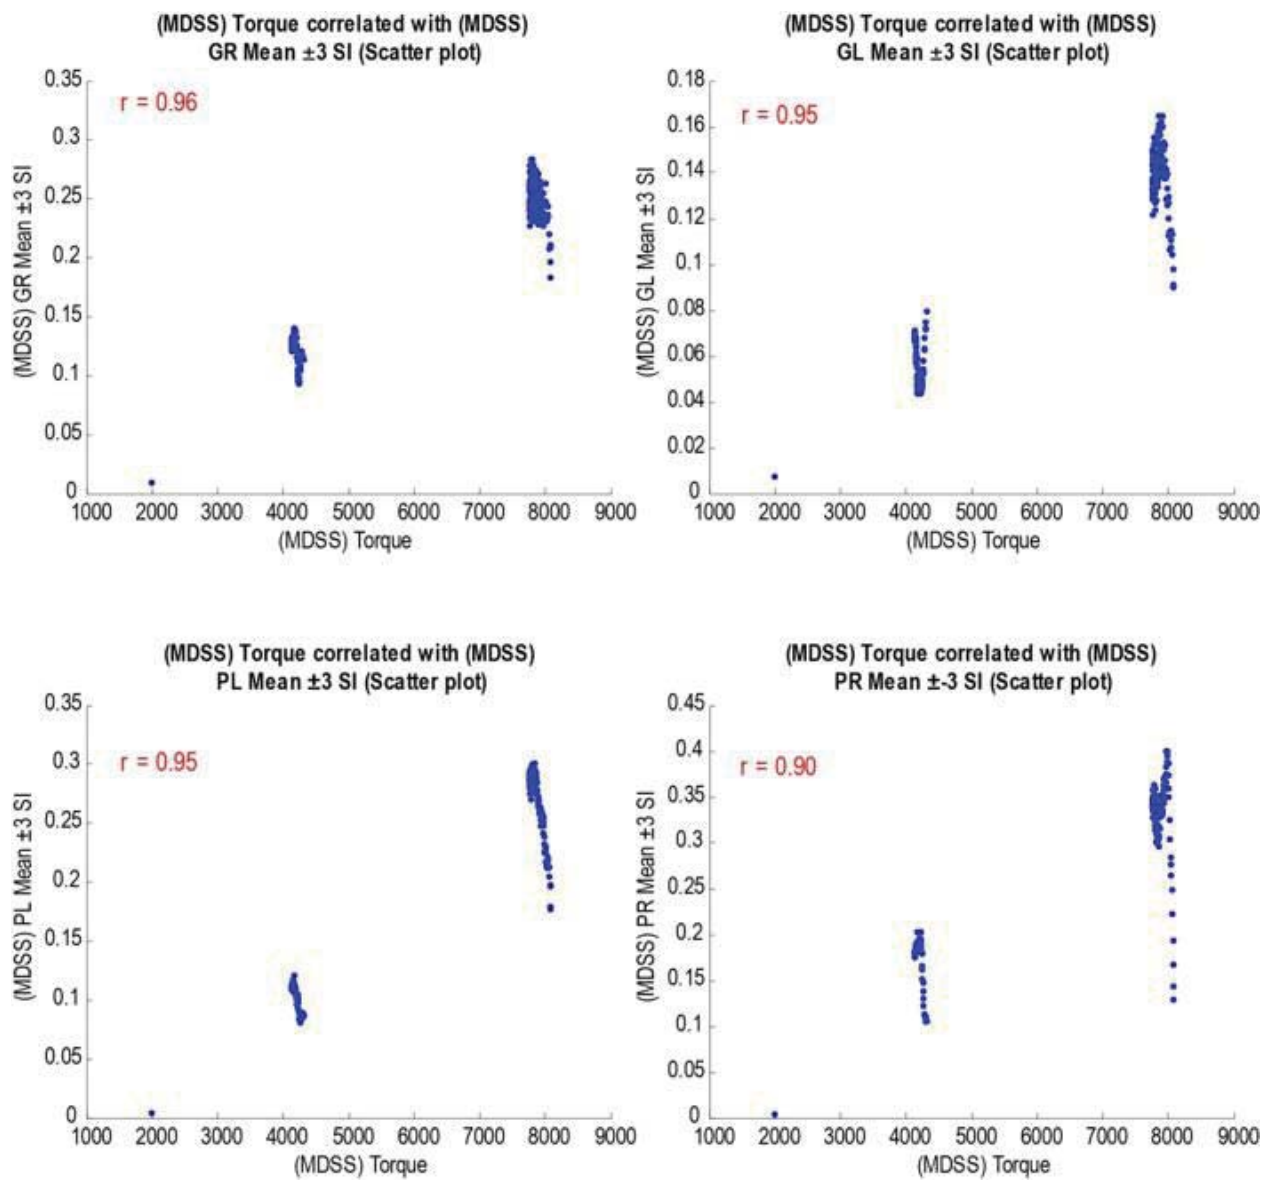 (MDSS) Torque correlated with (MDSS)
GR Mean ±3 SI (Scatter plot)
r = 0.96
(MDSS) GR Mean ±3 SI
0.35
0.3
0.25
0.2
0.15
0.1
0.05
0
1000 2000 3000 4000 5000 6000 7000 8000 9000
(MDSS) Torque
(MDSS) Torque correlated with (MDSS)
GL Mean ±3 SI (Scatter plot)
r = 0.95
(MDSS) GL Mean ±3 SI
0.18
0.16
0.14
0.12
0.1
0.08
0.06
0.04
0.02
0
1000 2000 3000 4000 5000 6000 7000 8000 9000
(MDSS) Torque
(MDSS) Torque correlated with (MDSS)
PL Mean ±3 SI (Scatter plot)
r = 0.95
(MDSS) PL Mean ±3 SI
0.35
0.3
0.25
0.2
0.15
0.1
0.05
0
1000 2000 3000 4000 5000 6000 7000 8000 9000
(MDSS) Torque
(MDSS) Torque correlated with (MDSS)
PR Mean ±-3 SI (Scatter plot)
r = 0.90
(MDSS) PR Mean ±3 SI
0.45
0.4
0.35
0.3
0.25
0.2
0.15
0.1
0.05
0
1000 2000 3000 4000 5000 6000 7000 8000 9000
(MDSS) Torque